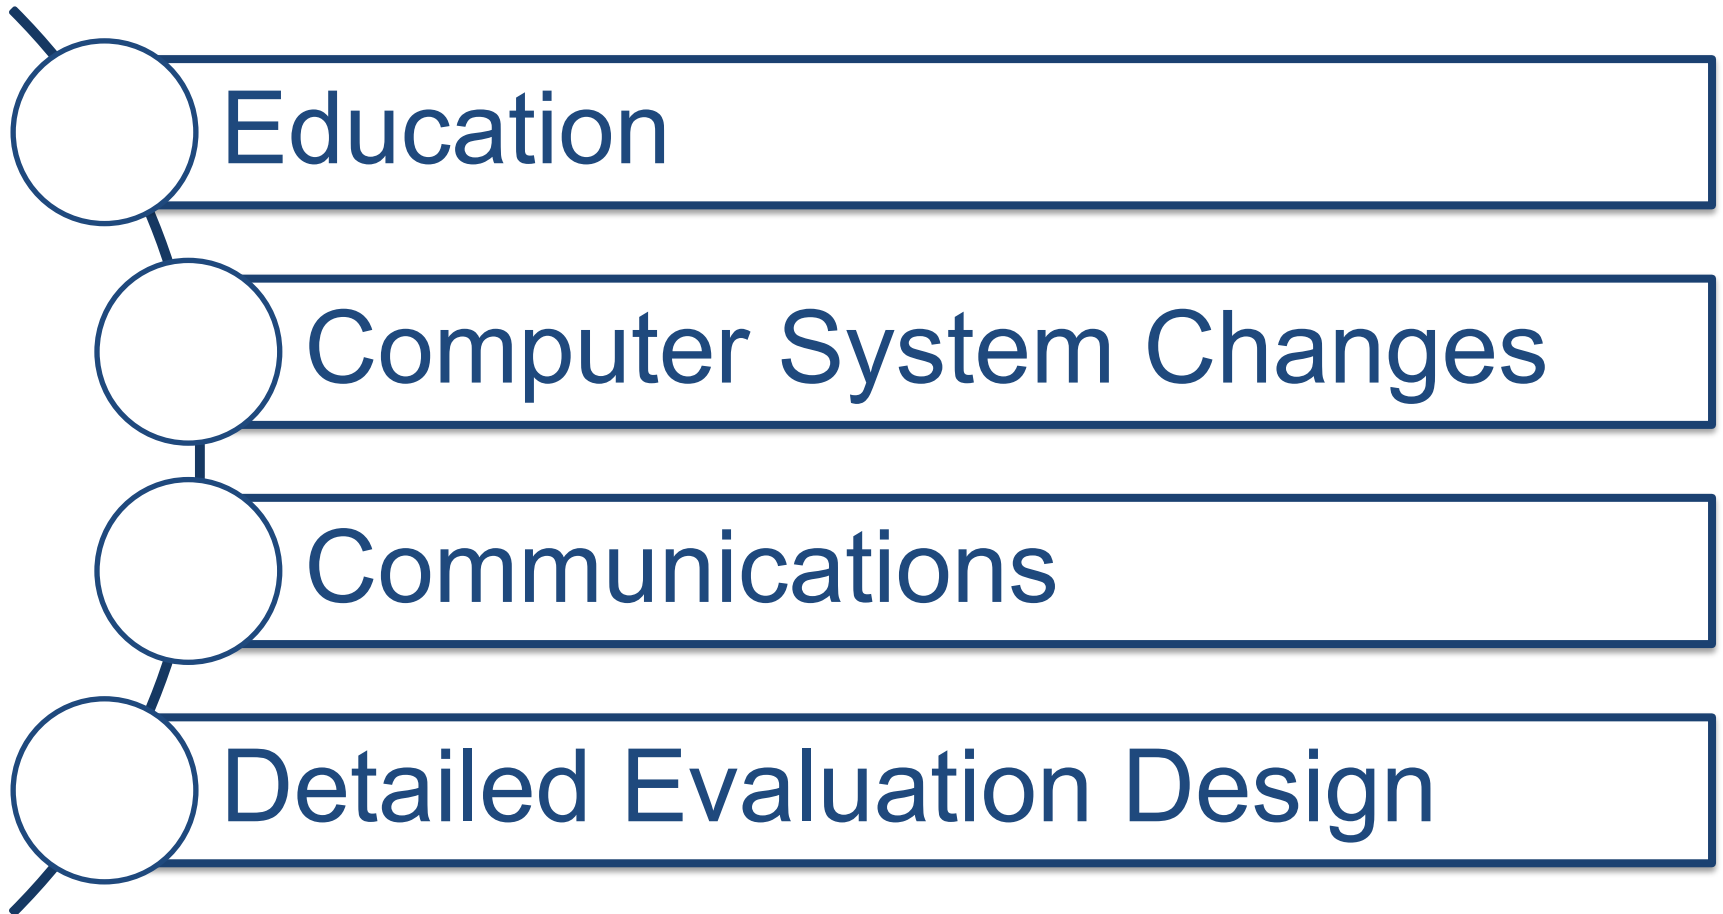 Education
Computer System Changes
Communications
Detailed Evaluation Design